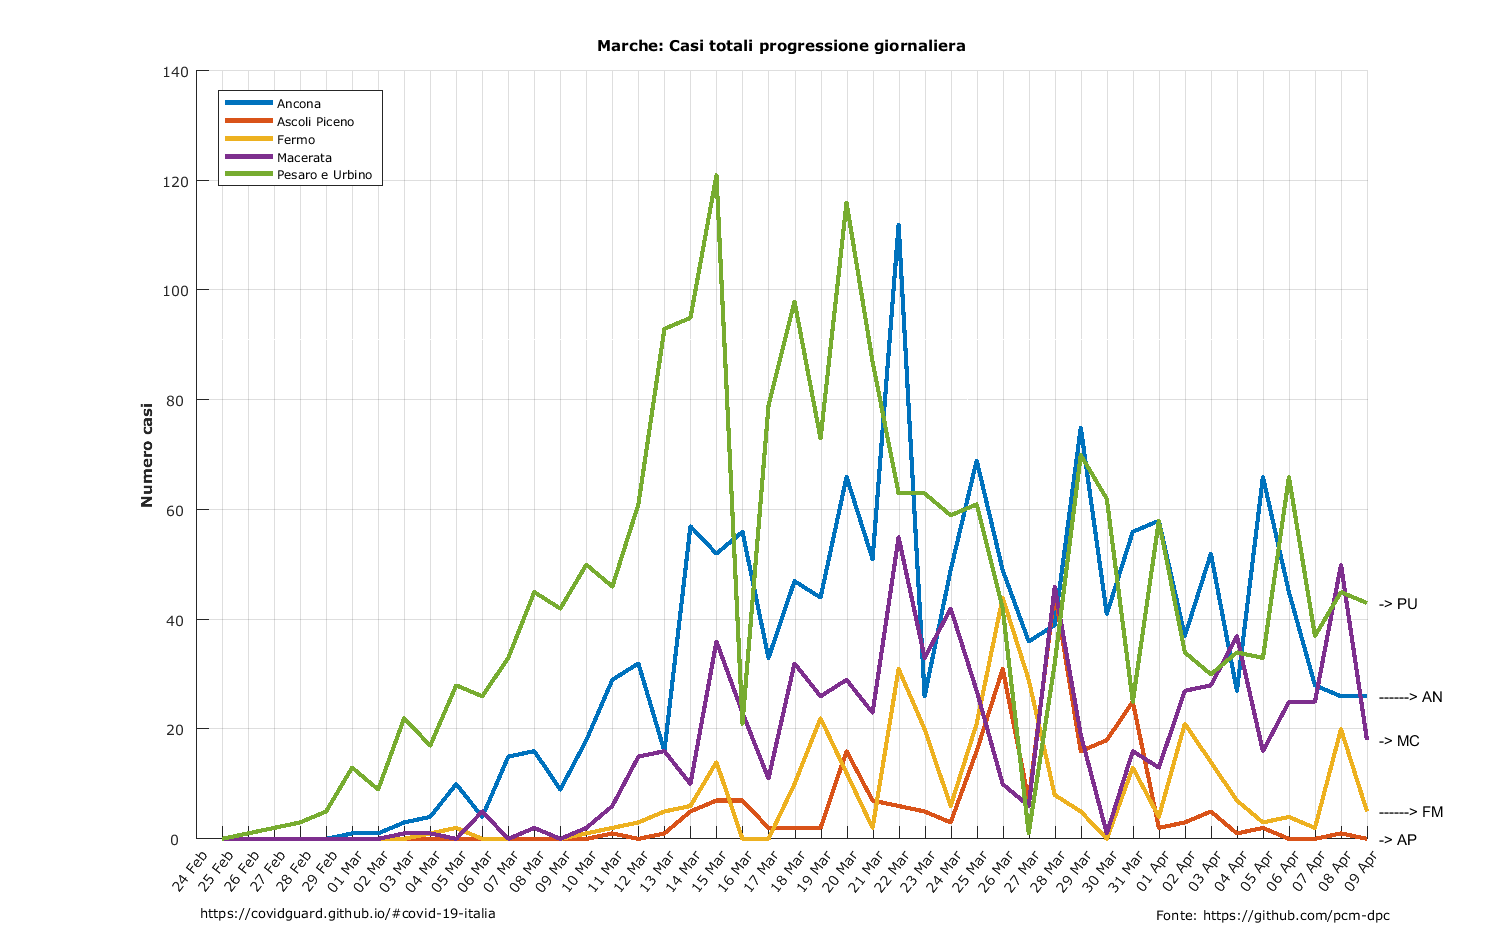 Marche: Casi totali progressione giornaliera
140
120
100
80
60
40
20
0
Numero casi
Ancona
Ascoli Piceno
Fermo
Macerata
Pesaro e Urbino
-> PU
------> AN
-> MC
------> FM
-> AP
24 Feb
25 Feb
26 Feb
27 Feb
28 Feb
29 Feb
01 Mar
02 Mar
03 Mar
04 Mar
05 Mar
06 Mar
07 Mar
08 Mar
09 Mar
10 Mar
11 Mar
12 Mar
13 Mar
14 Mar
15 Mar
16 Mar
17 Mar
18 Mar
19 Mar
20 Mar
21 Mar
22 Mar
23 Mar
24 Mar
25 Mar
26 Mar
27 Mar
28 Mar
29 Mar
30 Mar
31 Mar
01 Apr
02 Apr
03 Apr
04 Apr
05 Apr
06 Apr
07 Apr
08 Apr
09 Apr
https://covidguard.github.io/#covid-19-italia
Fonte: https://github.com/pcm-dpc